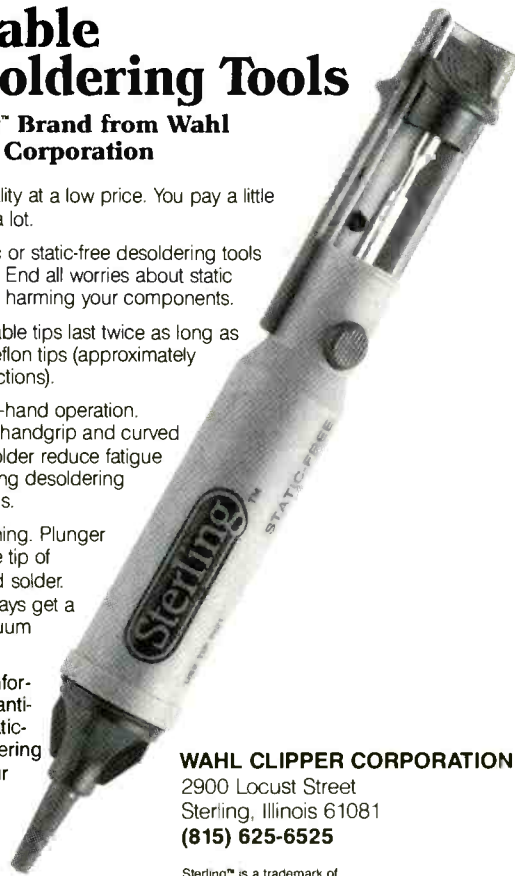 able
oldering Tools
™ Brand from Wahl
Corporation
lity at a low price. You pay a little
a lot.
c or static-free desoldering tools
End all worries about static
harming your components.
able tips last twice as long as
eflon tips (approximately
ctions).
-hand operation.
handgrip and curved
older reduce fatigue
ng desoldering
s.
ning. Plunger
e tip of
d solder.
ays get a
uum
nfor-
anti-
atic-
ering
ur
Sterling™
STATIC-FREE
WAHL CLIPPER CORPORATION
2900 Locust Street
Sterling, Illinois 61081
(815) 625-6525
Sterling™ is a trademark of